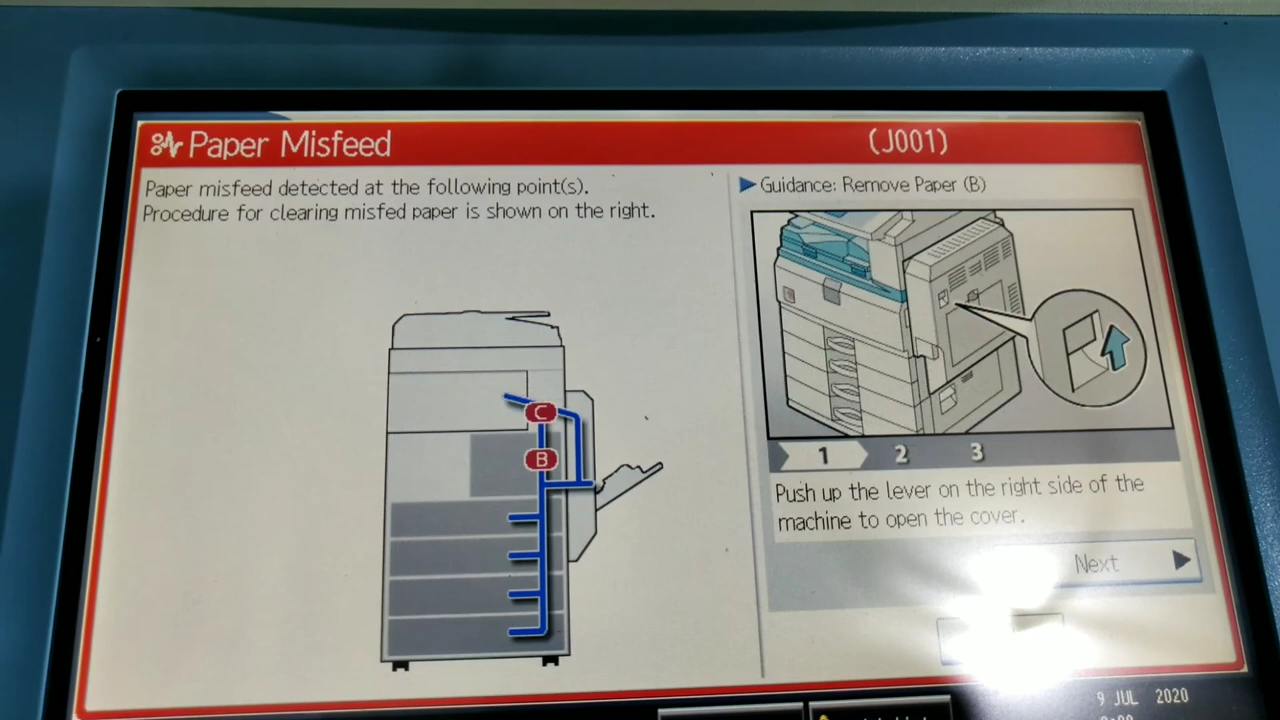 Paper Misfeed (J001)
Paper misfeed detected at the following point(s).
Procedure for clearing misfed paper is shown on the right.
C
B
Guidance: Remove Paper (B)
1 2 3
Push up the lever on the right side of the
machine to open the cover.
Next
9 JUL 2020